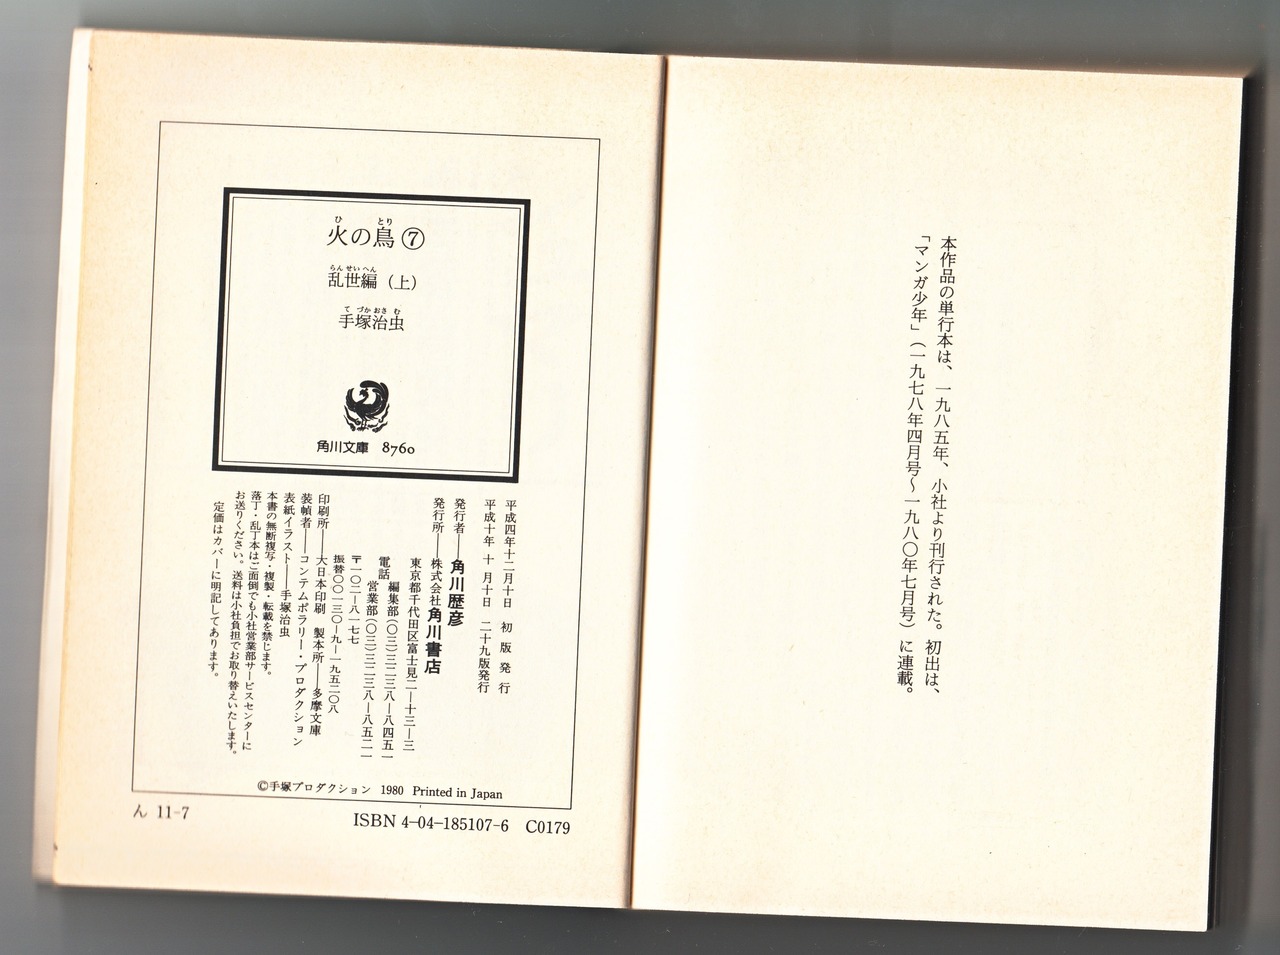 本作品の単行本は、一九八五年、小社より刊行された。初出は、
「マンガ少年」（一九七八年四月号～一九八〇年七月号）に連載。
火の鳥⑦
ひ とり
乱世編（上）
らんせいへん
手塚治虫
てづかおさむ
角川文庫 8760
平成四年十二月十日 初版発行
平成十年 十 月十日 二十九版発行
発行者――角川歴彦
発行所――株式会社角川書店
東京都千代田区富士見二―十三―三
電話 編集部(〇三)三二三八―八四五一
営業部(〇三)三二三八―八五二一
〒一〇二―八一七七
振替〇〇一三〇―九―一九五二〇八
印刷所――大日本印刷 製本所――多摩文庫
装幀者――コンテムポラリー・プロダクション
表紙イラスト――手塚治虫
本書の無断複写・複製・転載を禁じます。
落丁・乱丁本はご面倒でも小社営業部サービスセンターに
お送りください。送料は小社負担でお取り替えいたします。
定価はカバーに明記してあります。
©手塚プロダクション 1980 Printed in Japan
ん 11-7
ISBN 4-04-185107-6 C0179